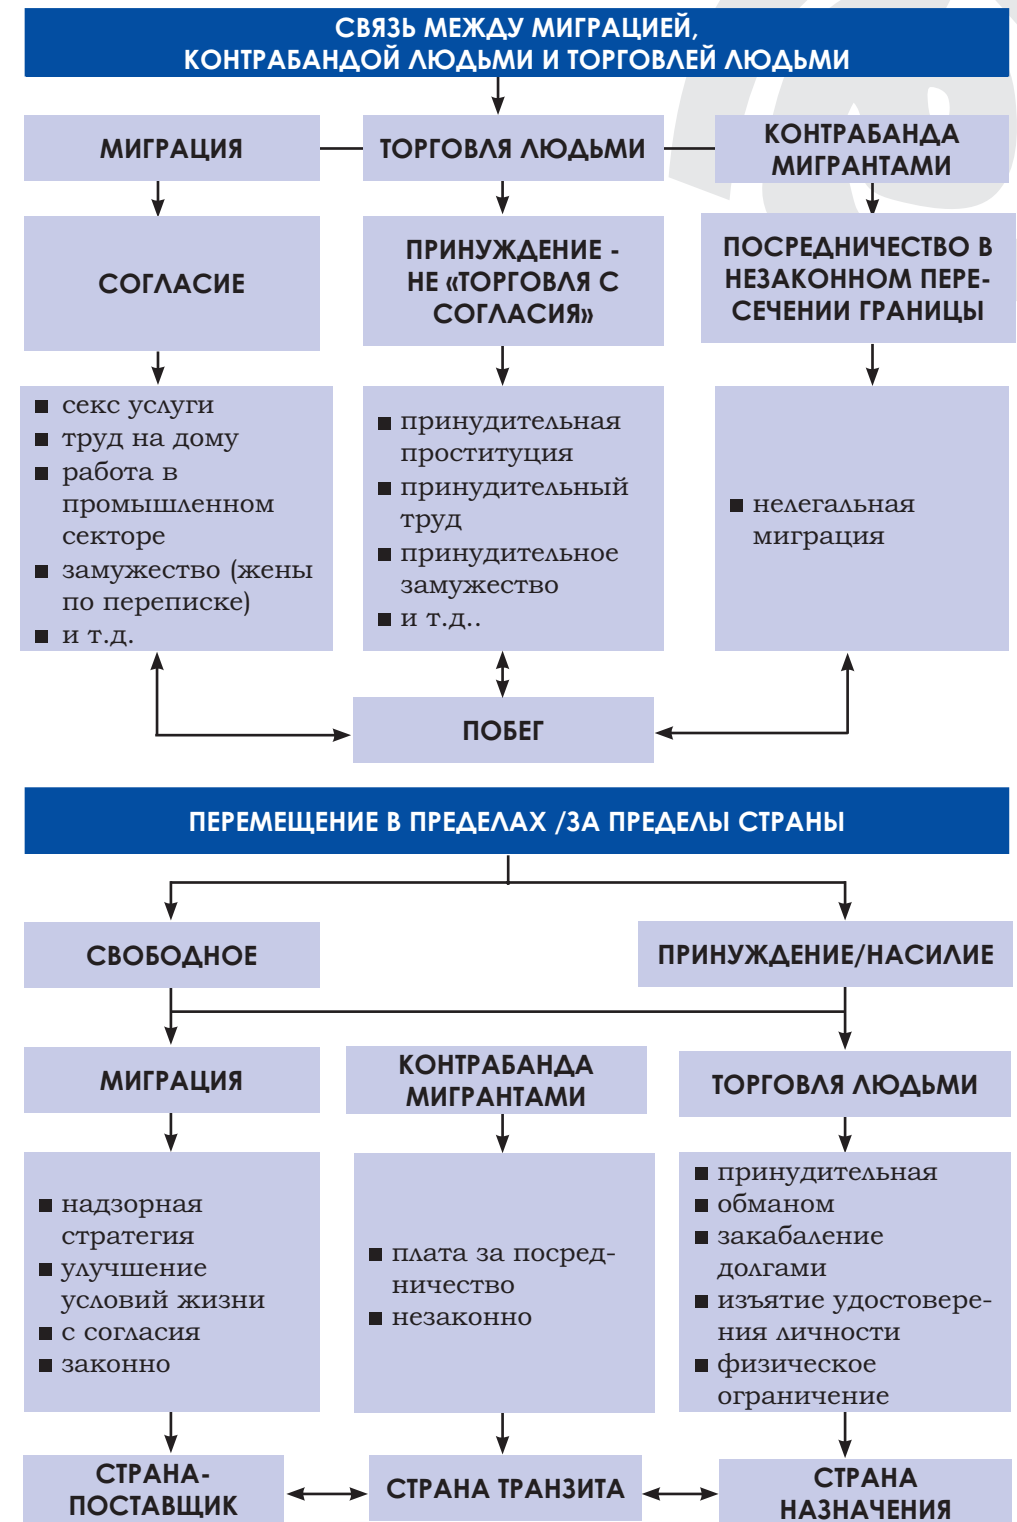 СВЯЗЬ МЕЖДУ МИГРАЦИЕЙ,
КОНТРАБАНДОЙ ЛЮДЬМИ И ТОРГОВЛЕЙ ЛЮДЬМИ
МИГРАЦИЯ
ТОРГОВЛЯ ЛЮДЬМИ
КОНТРАБАНДА
МИГРАНТАМИ
СОГЛАСИЕ
ПРИНУЖДЕНИЕ -
НЕ «ТОРГОВЛЯ С
СОГЛАСИЯ»
ПОСРЕДНИЧЕСТВО В
НЕЗАКОННОМ ПЕРЕ-
СЕЧЕНИИ ГРАНИЦЫ
■ секс услуги
■ труд на дому
■ работа в
промышленном
секторе
■ замужество (жены
по переписке)
■ и т.д.
■ принудительная
проституция
■ принудительный
труд
■ принудительное
замужество
■ и т.д..
■ нелегальная
миграция
ПОБЕГ
ПЕРЕМЕЩЕНИЕ В ПРЕДЕЛАХ /ЗА ПРЕДЕЛЫ СТРАНЫ
СВОБОДНОЕ
ПРИНУЖДЕНИЕ/НАСИЛИЕ
МИГРАЦИЯ
КОНТРАБАНДА
МИГРАНТАМИ
ТОРГОВЛЯ ЛЮДЬМИ
■ надзорная
стратегия
■ улучшение
условий жизни
■ с согласия
■ законно
■ плата за посред-
ничество
■ незаконно
■ принудительная
■ обманом
■ закабаление
долгами
■ изъятие удостовере-
ния личности
■ физическое
ограничение
СТРАНА-
ПОСТАВЩИК
СТРАНА ТРАНЗИТА
СТРАНА
НАЗНАЧЕНИЯ